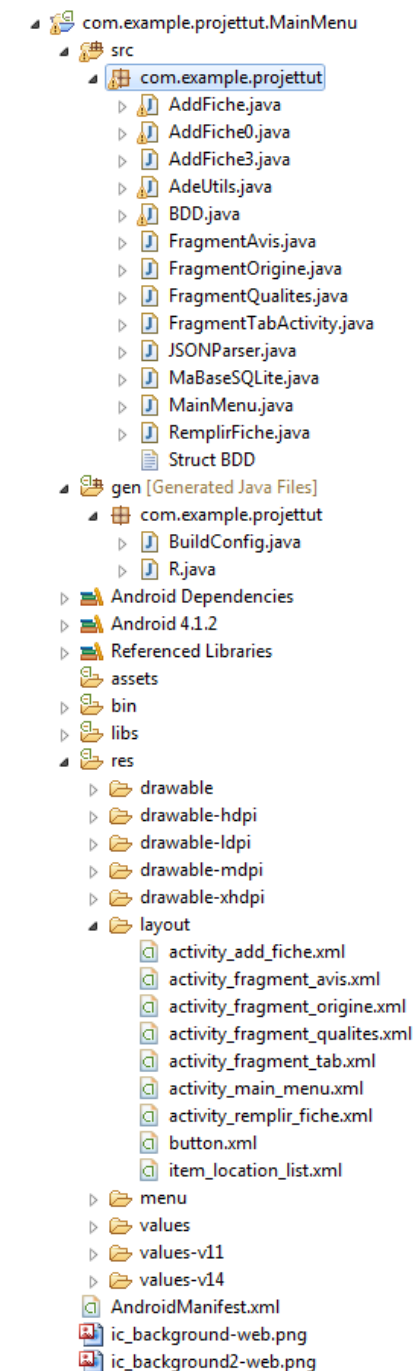 com.example.projettut.MainMenu
src
com.example.projettut
AddFiche.java
AddFiche0.java
AddFiche3.java
AdeUtils.java
BDD.java
FragmentAvis.java
FragmentOrigine.java
FragmentQualites.java
FragmentTabActivity.java
JSONParser.java
MaBaseSQLite.java
MainMenu.java
RemplirFiche.java
Struct BDD
gen [Generated Java Files]
com.example.projettut
BuildConfig.java
R.java
Android Dependencies
Android 4.1.2
Referenced Libraries
assets
bin
libs
res
drawable
drawable-hdpi
drawable-ldpi
drawable-mdpi
drawable-xhdpi
layout
activity_add_fiche.xml
activity_fragment_avis.xml
activity_fragment_origine.xml
activity_fragment_qualites.xml
activity_fragment_tab.xml
activity_main_menu.xml
activity_remplir_fiche.xml
button.xml
item_location_list.xml
menu
values
values-v11
values-v14
AndroidManifest.xml
ic_background-web.png
ic_background2-web.png